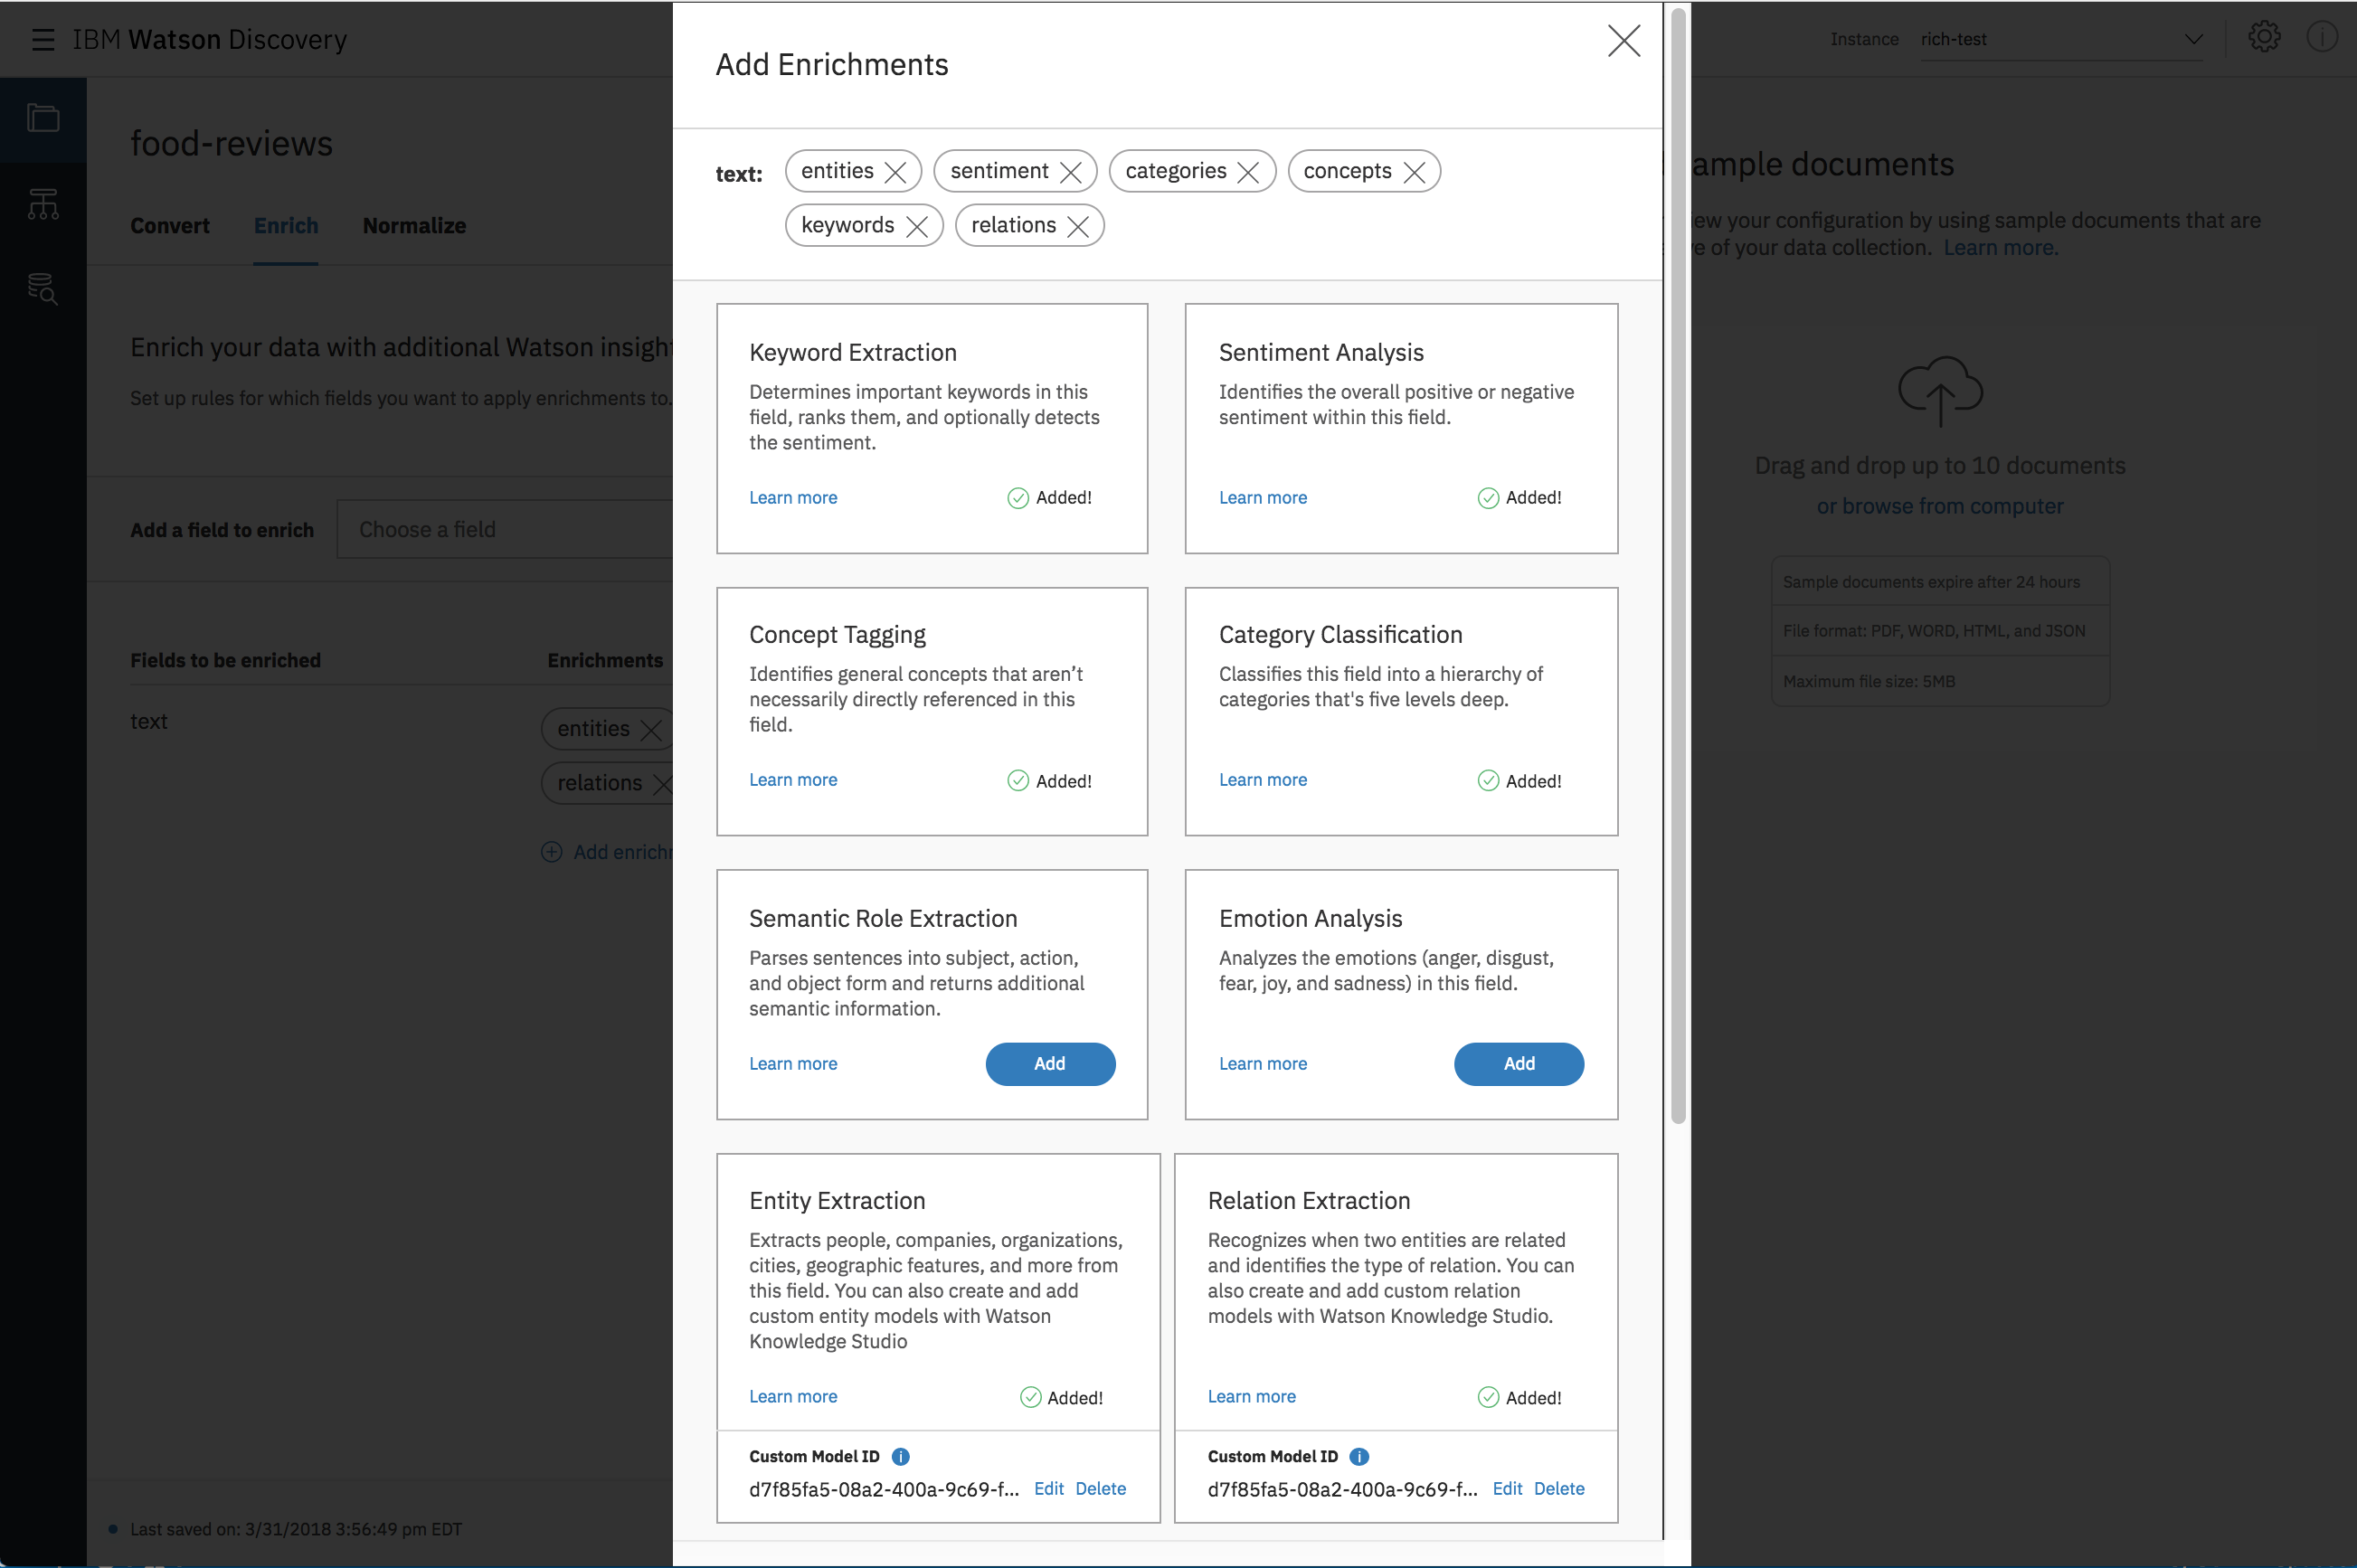 IBM Watson Discovery
Instance rich-test
food-reviews
Convert Enrich Normalize
Enrich your data with additional Watson
Set up rules for which fields you want to apply enrichments to.
Add a field to enrich Choose a field
Fields to be enriched Enrichments
text
entities
relations
Add
Last saved on: 3/31/2018 3:56:49 pm EDT
Add Enrichments
text: entities sentiment categories concepts
keywords relations
Keyword Extraction
Determines important keywords in this
field, ranks them, and optionally detects
the sentiment.
Learn more Added!
Sentiment Analysis
Identifies the overall positive or negative
sentiment within this field.
Learn more Added!
Concept Tagging
Identifies general concepts that aren’t
necessarily directly referenced in this
field.
Learn more Added!
Category Classification
Classifies this field into a hierarchy of
categories that's five levels deep.
Learn more Added!
Semantic Role Extraction
Parses sentences into subject, action,
and object form and returns additional
semantic information.
Learn more Add
Emotion Analysis
Analyzes the emotions (anger, disgust,
fear, joy, and sadness) in this field.
Learn more Add
Entity Extraction
Extracts people, companies, organizations,
cities, geographic features, and more from
this field. You can also create and add
custom entity models with Watson
Knowledge Studio
Learn more Added!
Custom Model ID
d7f85fa5-08a2-400a-9c69-f... Edit Delete
Relation Extraction
Recognizes when two entities are related
and identifies the type of relation. You can
also create and add custom relation
models with Watson Knowledge Studio.
Learn more Added!
Custom Model ID
d7f85fa5-08a2-400a-9c69-f... Edit Delete
documents
your configuration by using sample documents that are
of your data collection. Learn more.
Drag and drop up to 10 documents
or browse from computer
Sample documents expire after 24 hours
File format: PDF, WORD, HTML, and JSON
Maximum file size: 5MB